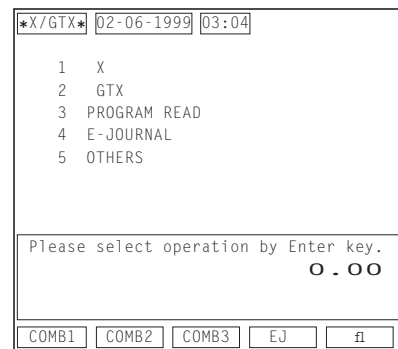 *X/GTX* 02-06-1999 03:04
1 X
2 GTX
3 PROGRAM READ
4 E-JOURNAL
5 OTHERS
Please select operation by Enter key.
0.00
COMB1 COMB2 COMB3 EJ fl